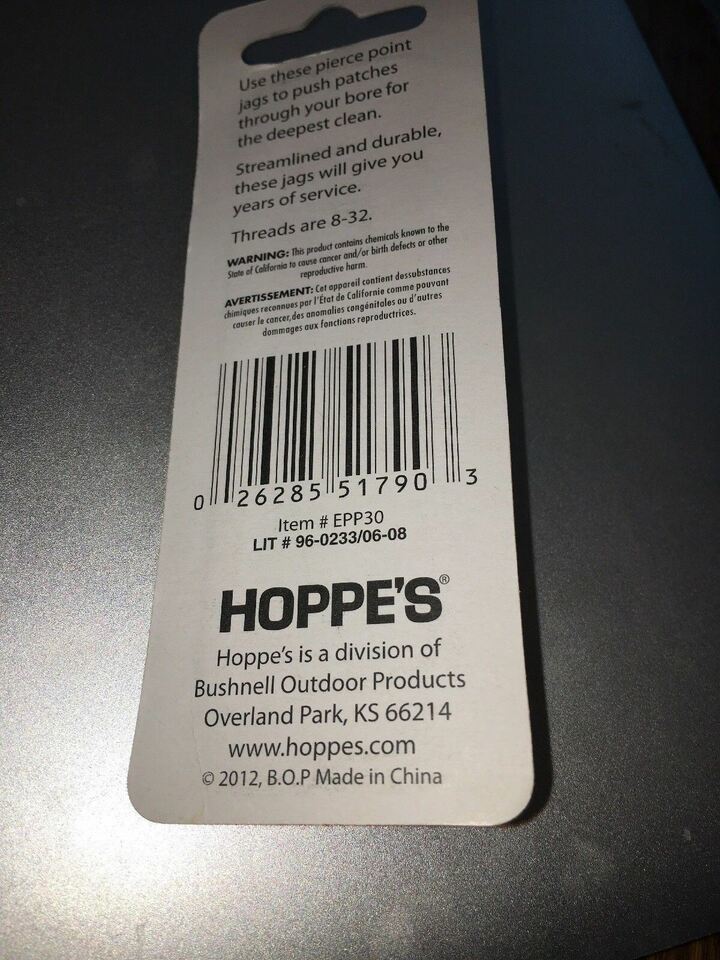 Use these pierce point
jags to push patches
through your bore for
the deepest clean.
Streamlined and durable,
these jags will give you
years of service.
Threads are 8-32.
WARNING: This product contains chemicals known to the
State of California to cause cancer and/or birth defects or other
reproductive harm.
AVERTISSEMENT: Cet appareil contient dessubstances
chimiques reconnues par l'État de Californie comme pouvant
causer le cancer,des anomalies congénitales ou d'autres
dommages aux fonctions reproductrices.
0 26285 51790 3
Item # EPP30
LIT # 96-0233/06-08
HOPPE'S®
Hoppe's is a division of
Bushnell Outdoor Products
Overland Park, KS 66214
www.hoppes.com
© 2012, B.O.P Made in China